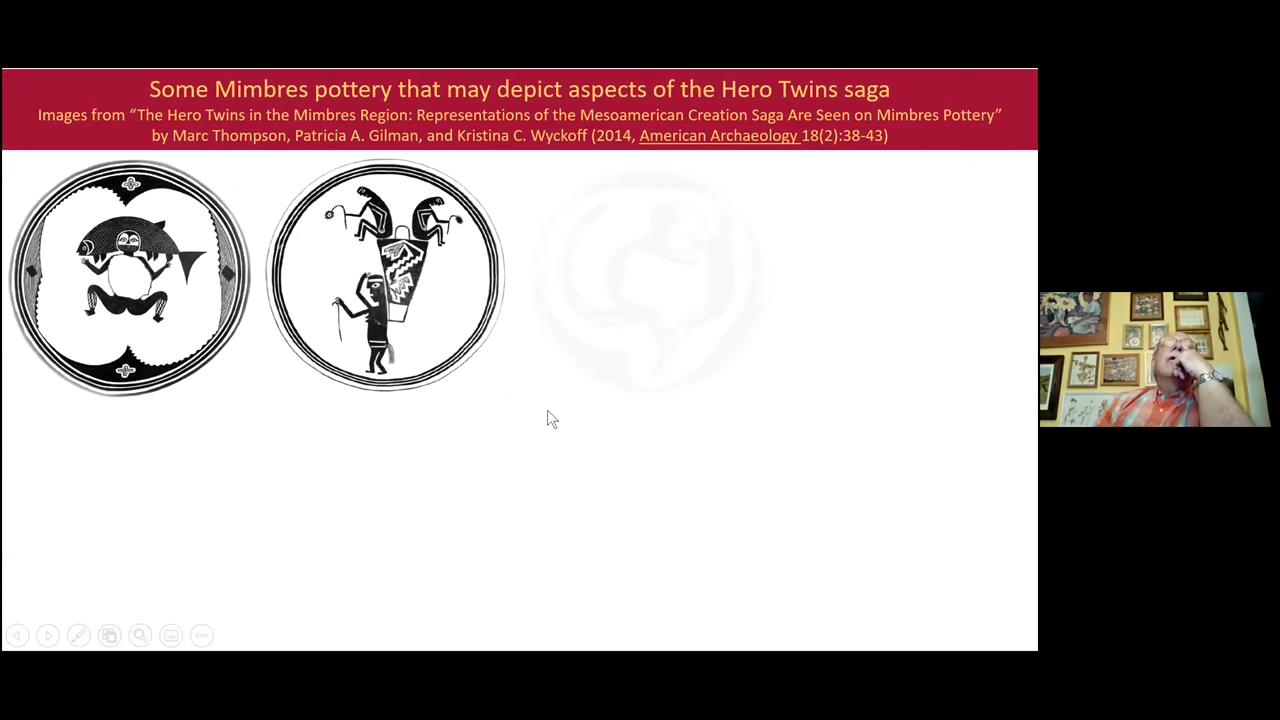 Some Mimbres pottery that may depict aspects of the Hero Twins saga
Images from “The Hero Twins in the Mimbres Region: Representations of the Mesoamerican Creation Saga Are Seen on Mimbres Pottery”
by Marc Thompson, Patricia A. Gilman, and Kristina C. Wyckoff (2014, American Archaeology 18(2):38-43)